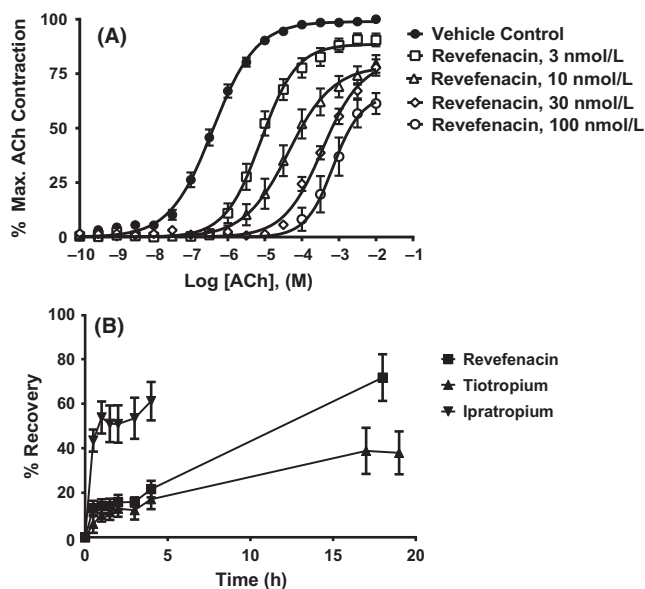 (A)
% Max. ACh Contraction
100
75
50
25
0
–10 –9 –8 –7 –6 –5 –4 –3 –2 –1
Log [ACh], (M)
Vehicle Control
Revefenacin, 3 nmol/L
Revefenacin, 10 nmol/L
Revefenacin, 30 nmol/L
Revefenacin, 100 nmol/L
(B)
% Recovery
100
80
60
40
20
0
0 5 10 15 20
Time (h)
Revefenacin
Tiotropium
Ipratropium